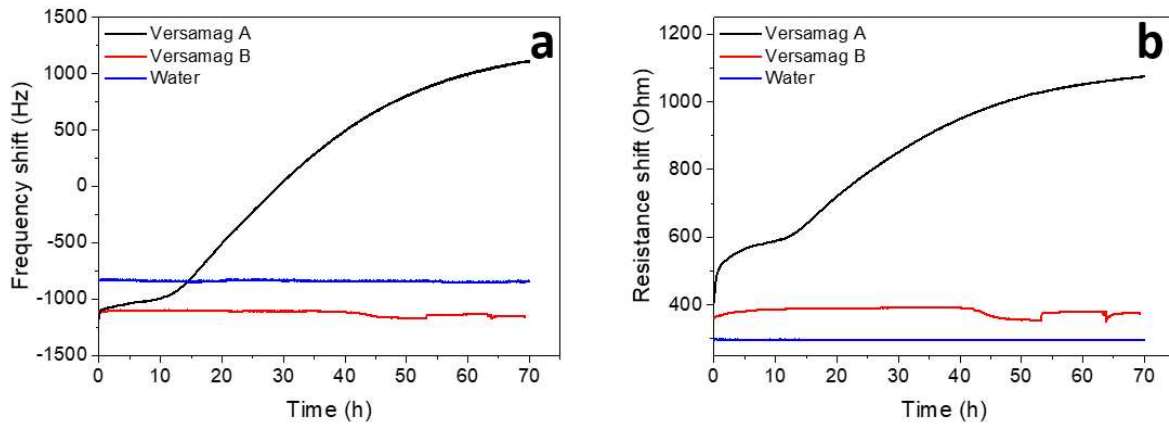 a
Versamag A
Versamag B
Water
Frequency shift (Hz)
1500
1000
500
0
-500
-1000
-1500
0 10 20 30 40 50 60 70
Time (h)
b
Versamag A
Versamag B
Water
Resistance shift (Ohm)
1200
1000
800
600
400
0 10 20 30 40 50 60 70
Time (h)